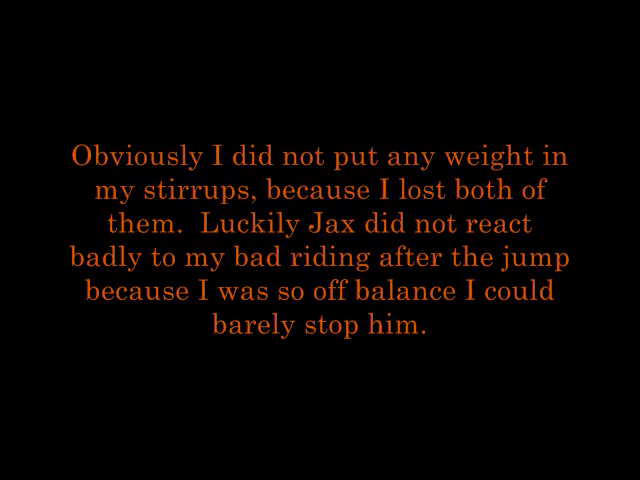 Obviously I did not put any weight in
my stirrups, because I lost both of
them.  Luckily Jax did not react
badly to my bad riding after the jump
because I was so off balance I could
barely stop him.